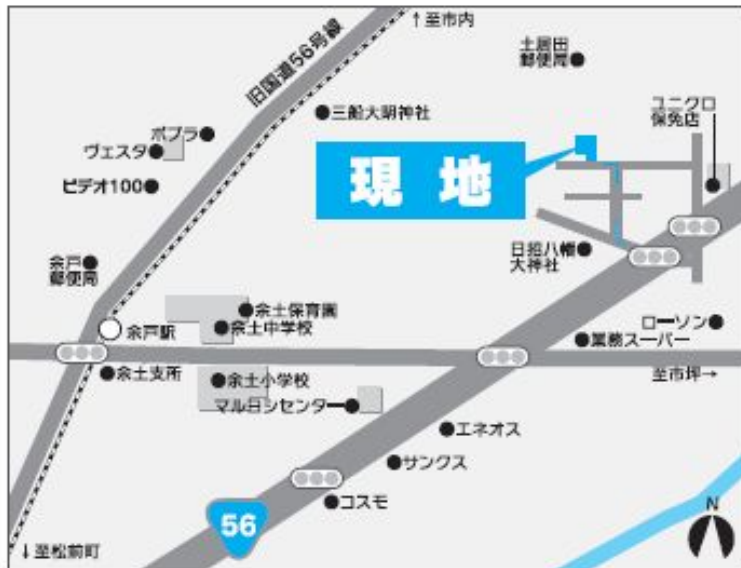 ↑至市内
旧国道56号線
土居田
郵便局
ユニクロ
保免店
三船大明神社
ポプラ
ヴェスタ
ビデオ100
現地
余戸
郵便局
日招八幡
大神社
余土保育園
余戸駅
余土中学校
ローソン
業務スーパー
余土支所
余土小学校
至市坪→
マル日シセンター
エネオス
サンクス
コスモ
56
N
↓至松前町